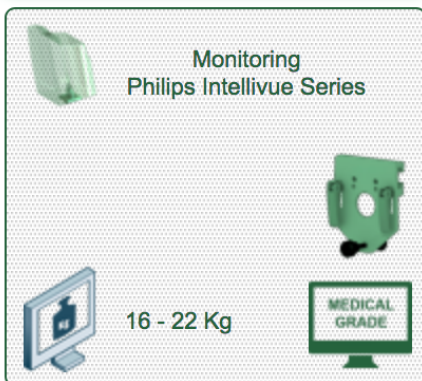 Monitoring
Philips Intellivue Series
16 - 22 Kg
MEDICAL
GRADE